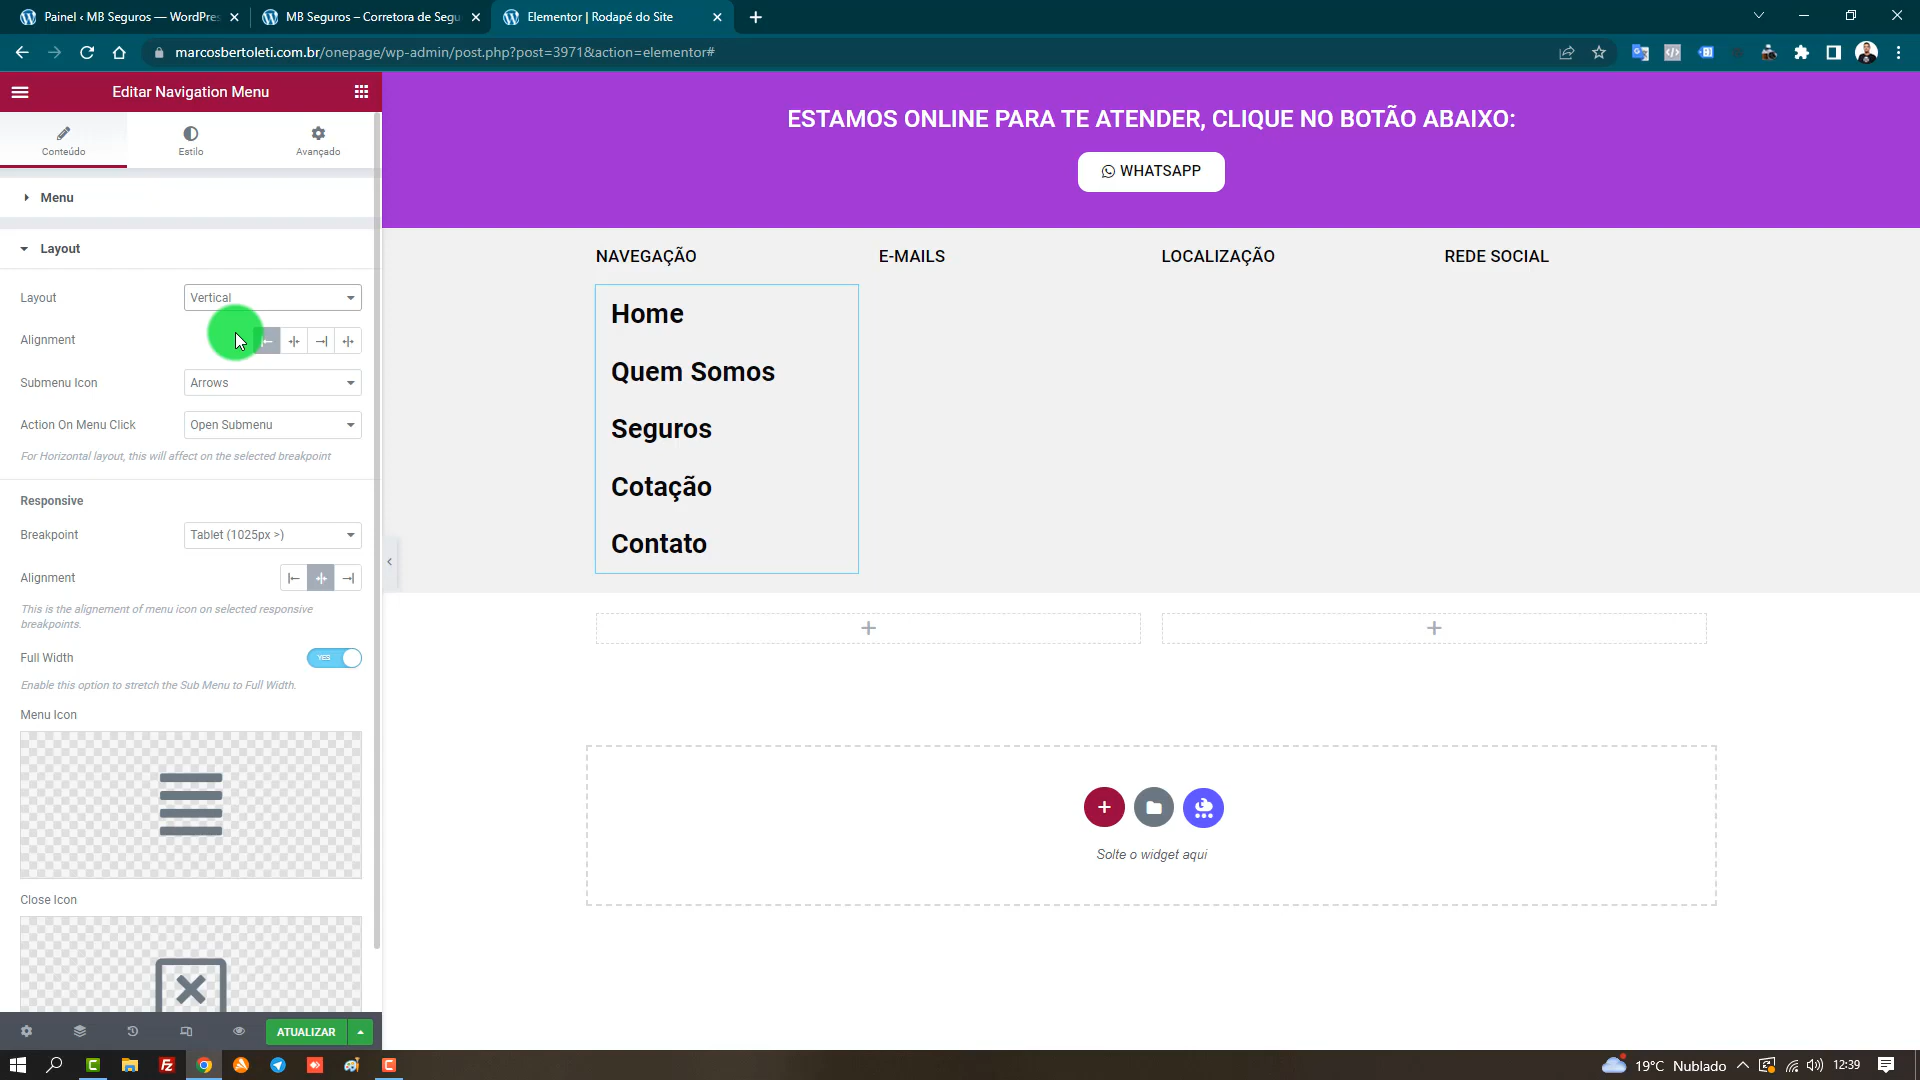 Painel ‹ MB Seguros — WordPres
MB Seguros – Corretora de Segu
Elementor | Rodapé do Site
marcosbertoleti.com.br/onepage/wp-admin/post.php?post=3971&action=elementor#
Editar Navigation Menu
Conteúdo
Estilo
Avançado
Menu
Layout
Layout
Vertical
Alignment
Submenu Icon
Arrows
Action On Menu Click
Open Submenu
For Horizontal layout, this will affect on the selected breakpoint
Responsive
Breakpoint
Tablet (1025px >)
Alignment
This is the alignement of menu icon on selected responsive
breakpoints.
Full Width
YES
Enable this option to stretch the Sub Menu to Full Width.
Menu Icon
Close Icon
ATUALIZAR
ESTAMOS ONLINE PARA TE ATENDER, CLIQUE NO BOTÃO ABAIXO:
WHATSAPP
NAVEGAÇÃO
E-MAILS
LOCALIZAÇÃO
REDE SOCIAL
Home
Quem Somos
Seguros
Cotação
Contato
Solte o widget aqui
19°C Nublado
12:39